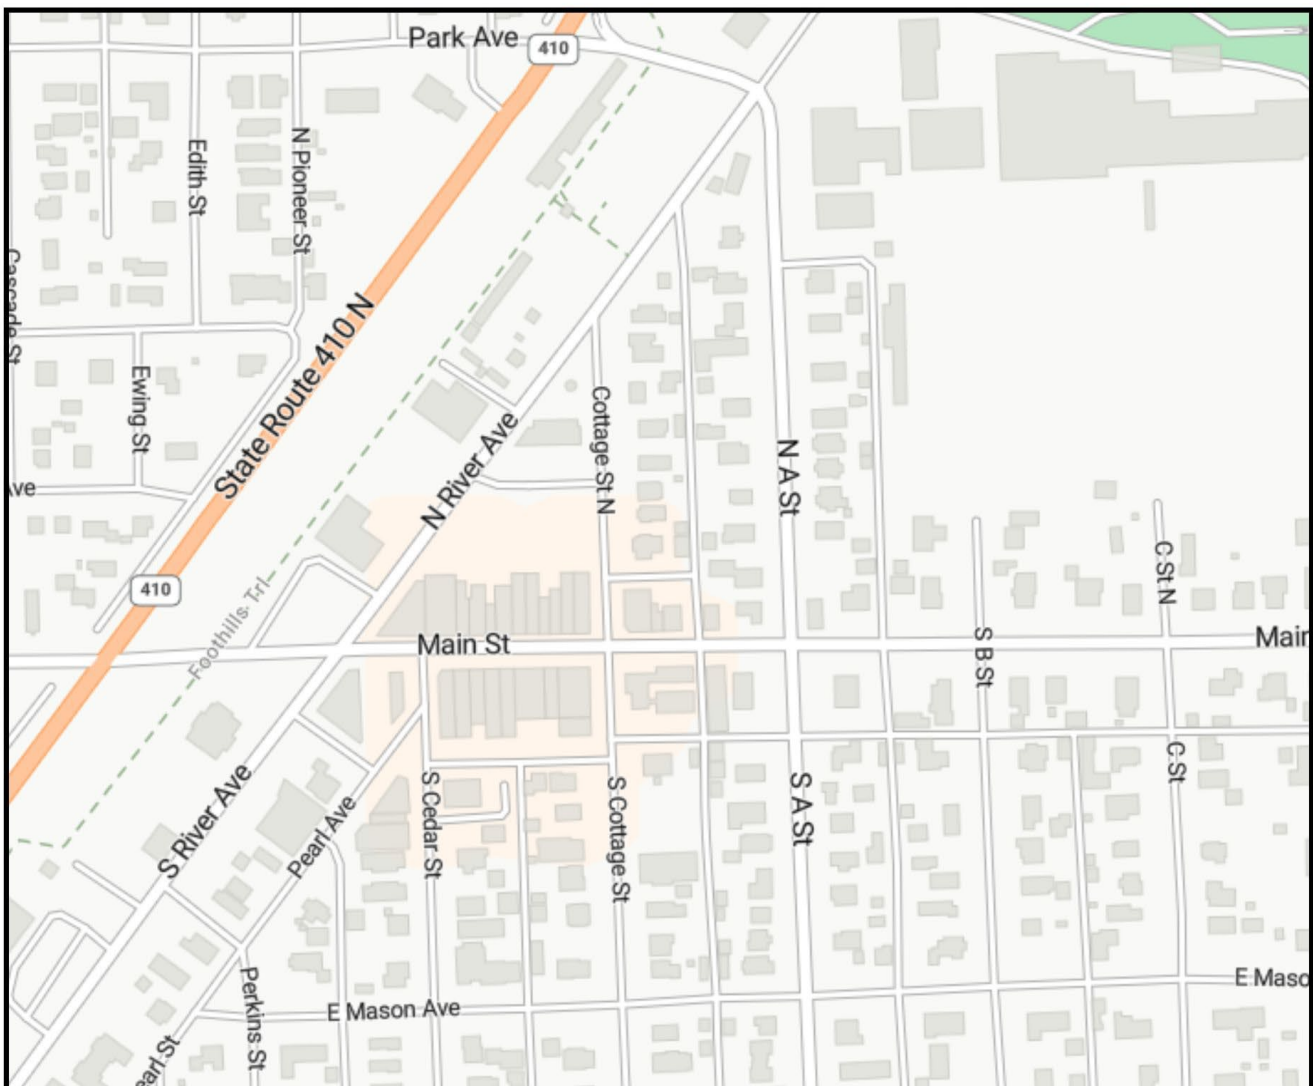 Park Ave
410
Edith St
N Pioneer St
Cascade St
State Route 410 N
Ewing St
Cottage St N
N River Ave
N A St
Ave
C St N
410
Foothills Trl
Main St
S B St
Main
C St
S River Ave
S Cedar St
S Cottage St
S A St
Pearl Ave
Perkins St
E Mason Ave
E Maso
earl St